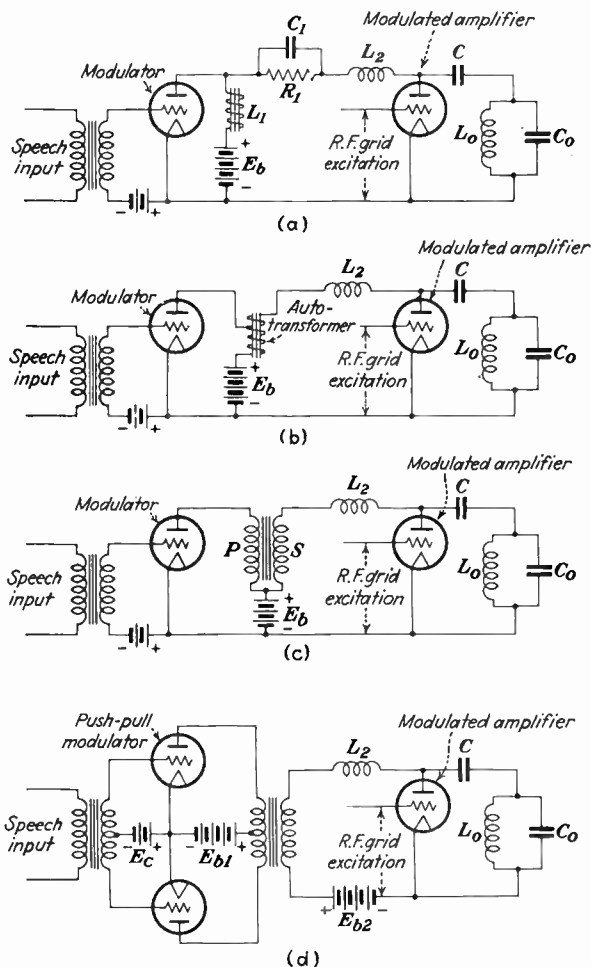 Modulated amplifier
C1
Modulator
L2
C
R1
L1
Speech input
+
Eb
-
R.F. grid excitation
Lo
Co
- +
(a)
Modulated amplifier
L2
C
Modulator
Auto-transformer
Speech input
+
Eb
-
R.F. grid excitation
Lo
Co
- +
(b)
Modulated amplifier
L2
C
Modulator
P
S
Speech input
+
Eb
-
R.F. grid excitation
Lo
Co
- +
(c)
Push-pull modulator
Modulated amplifier
L2
C
Speech input
- Ec +
- Eb1 +
R.F. grid excitation
Lo
Co
+ Eb2 -
(d)